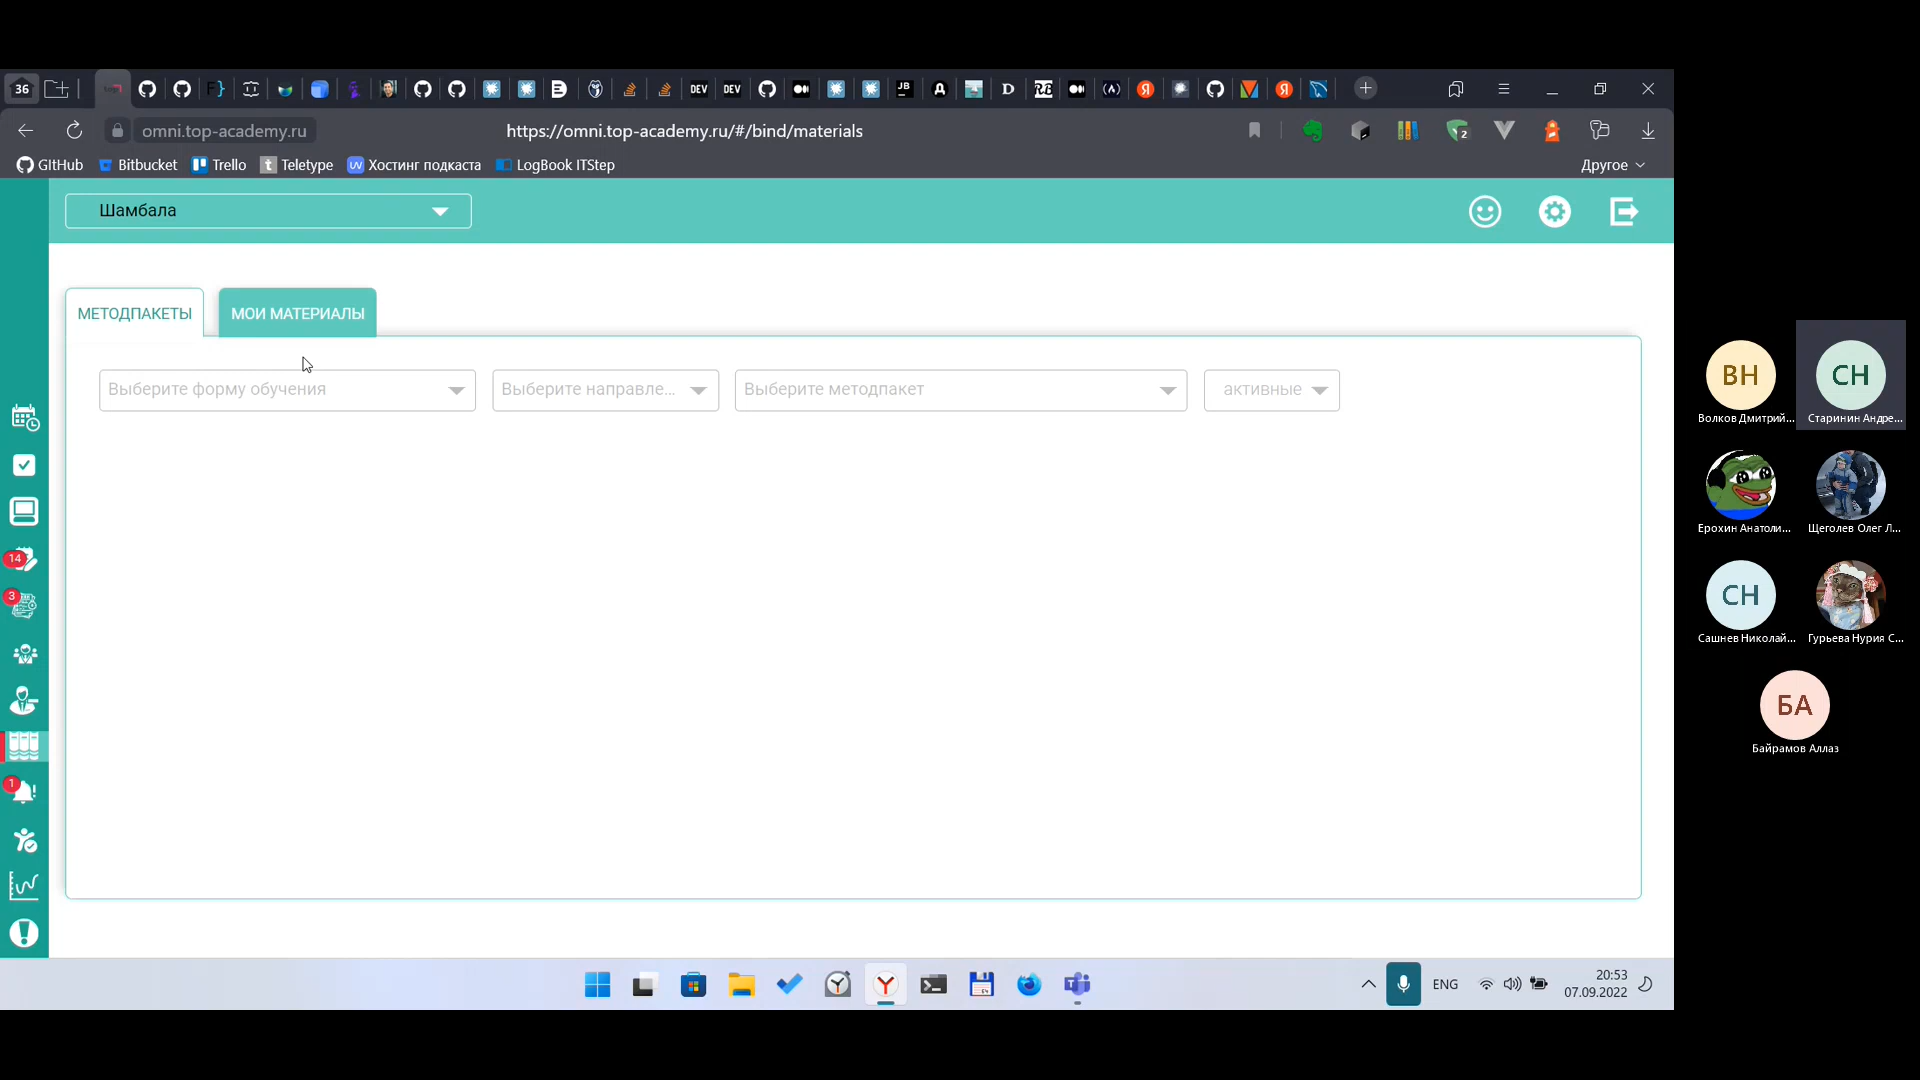 36
DEV
DEV
JB
omni.top-academy.ru
https://omni.top-academy.ru/#/bind/materials
2
GItHub
Bitbucket
Trello
Teletype
Хостинг подкаста
LogBook ITStep
Другое
Шамбала
МЕТОДПАКЕТЫ
МОИ МАТЕРИАЛЫ
Выберите форму обучения
Выберите направле...
Выберите методпакет
активные
14
3
1
ВН
Волков Дмитрий...
СН
Старинин Андре...
Ерохин Анатоли...
Щеголев Олег Л...
СН
Сашнев Николай...
Гурьева Нурия С...
БА
Байрамов Аллаз
ENG
20:53
07.09.2022